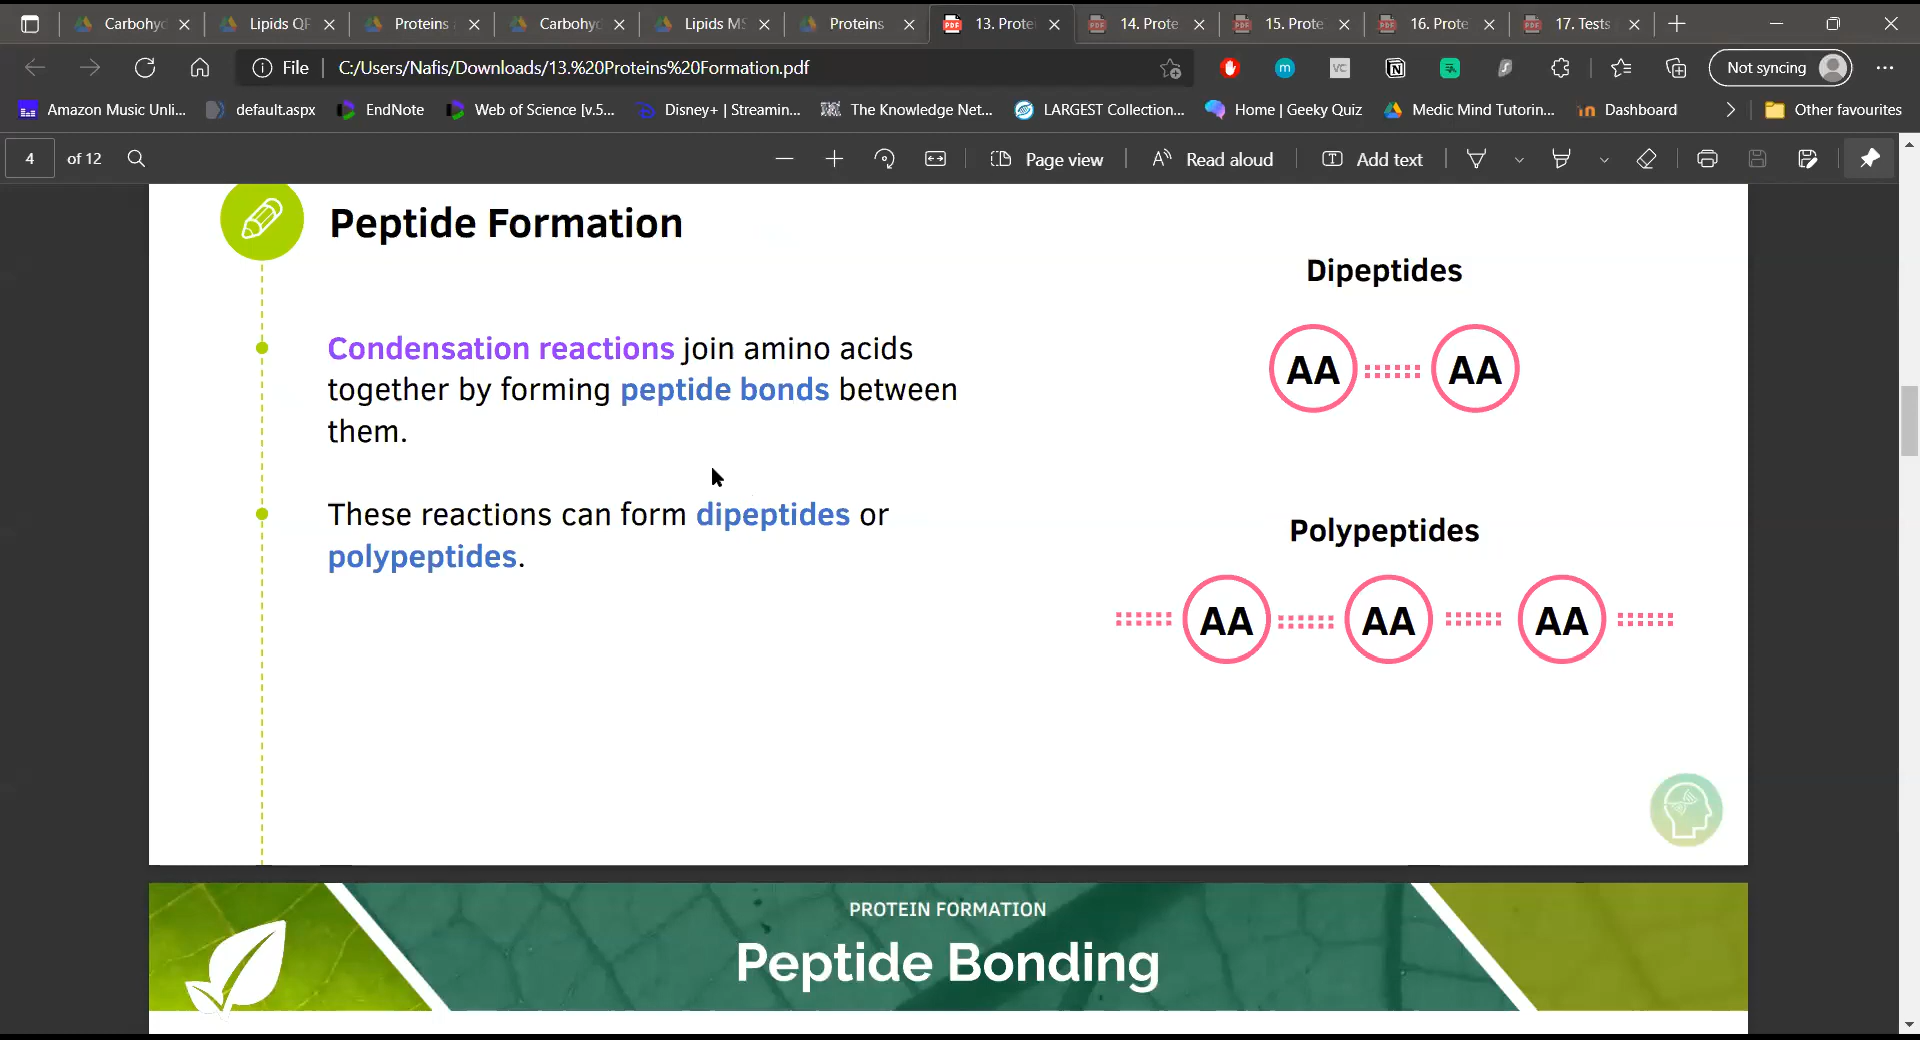 Carbohyd
Lipids QF
Proteins
Carbohyd
Lipids MS
Proteins
13. Prote
14. Prote
15. Prote
16. Prote
17. Tests
File
C:/Users/Nafis/Downloads/13.%20Proteins%20Formation.pdf
Not syncing
Amazon Music Unli...
default.aspx
EndNote
Web of Science [v.5...
Disney+ | Streamin...
The Knowledge Net...
LARGEST Collection...
Home | Geeky Quiz
Medic Mind Tutorin...
Dashboard
Other favourites
4 of 12
Page view
Read aloud
Add text
Peptide Formation
Condensation reactions join amino acids
together by forming peptide bonds between
them.
These reactions can form dipeptides or
polypeptides.
Dipeptides
AA AA
Polypeptides
AA AA AA
PROTEIN FORMATION
Peptide Bonding